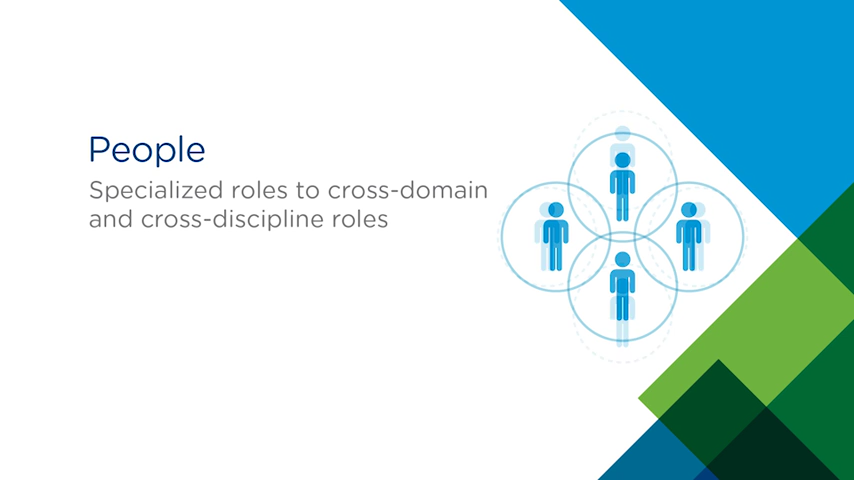 People
Specialized roles to cross-domain
and cross-discipline roles